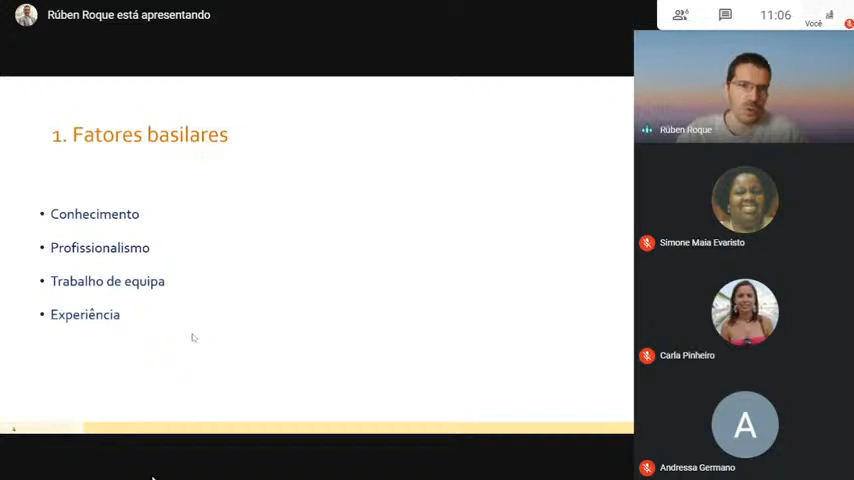 Rúben Roque está apresentando
6
11:06
Você
1. Fatores basilares
• Conhecimento
• Profissionalismo
• Trabalho de equipa
• Experiência
Rúben Roque
Simone Maia Evaristo
Carla Pinheiro
A
Andressa Germano